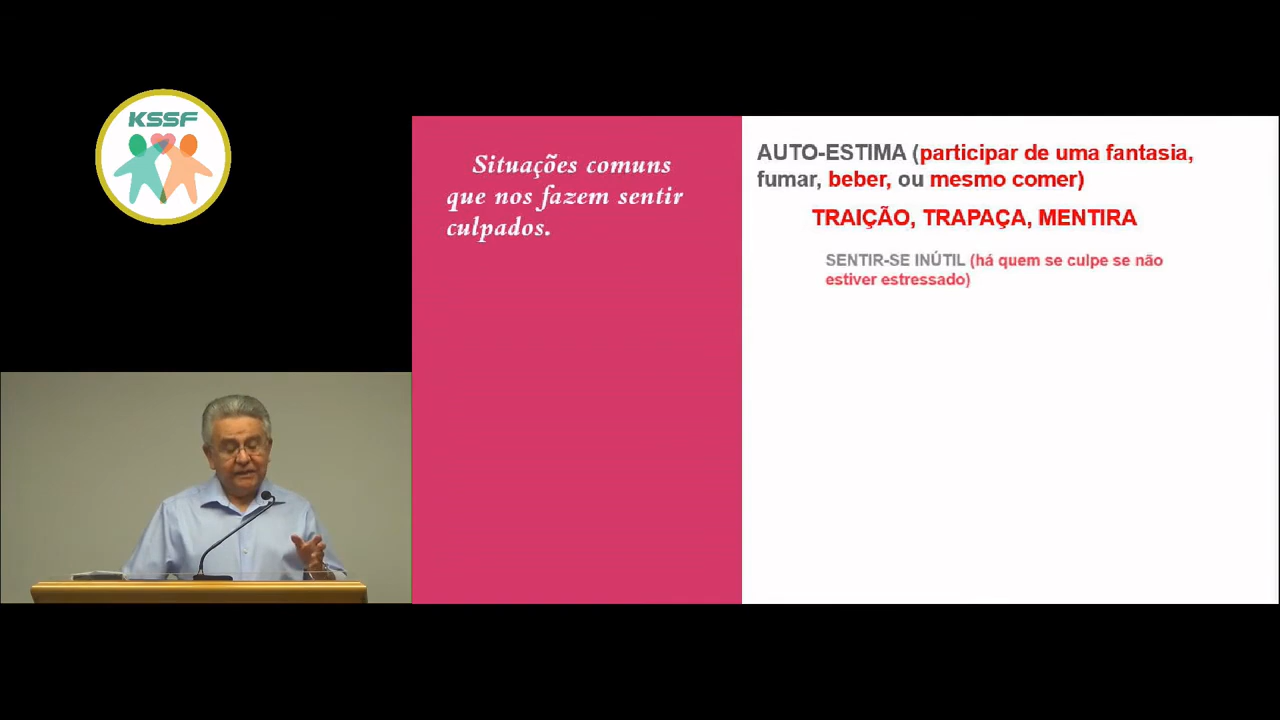 KSSF
Situações comuns
que nos fazem sentir
culpados.
AUTO-ESTIMA (participar de uma fantasia,
fumar, beber, ou mesmo comer)
TRAIÇÃO, TRAPAÇA, MENTIRA
SENTIR-SE INÚTIL (há quem se culpe se não
estiver estressado)